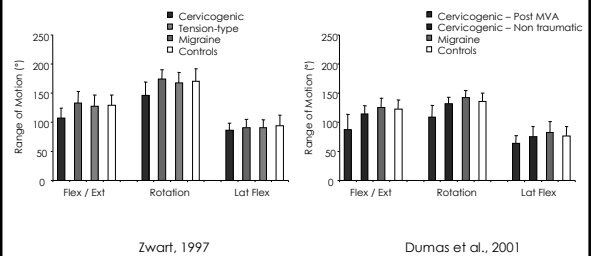 Cervicogenic
Tension-type
Migraine
Controls
Range of Motion (°)
250
200
150
100
50
0
Flex / Ext
Rotation
Lat Flex
Zwart, 1997
Cervicogenic – Post MVA
Cervicogenic – Non traumatic
Migraine
Controls
Range of Motion (°)
250
200
150
100
50
0
Flex / Ext
Rotation
Lat Flex
Dumas et al., 2001